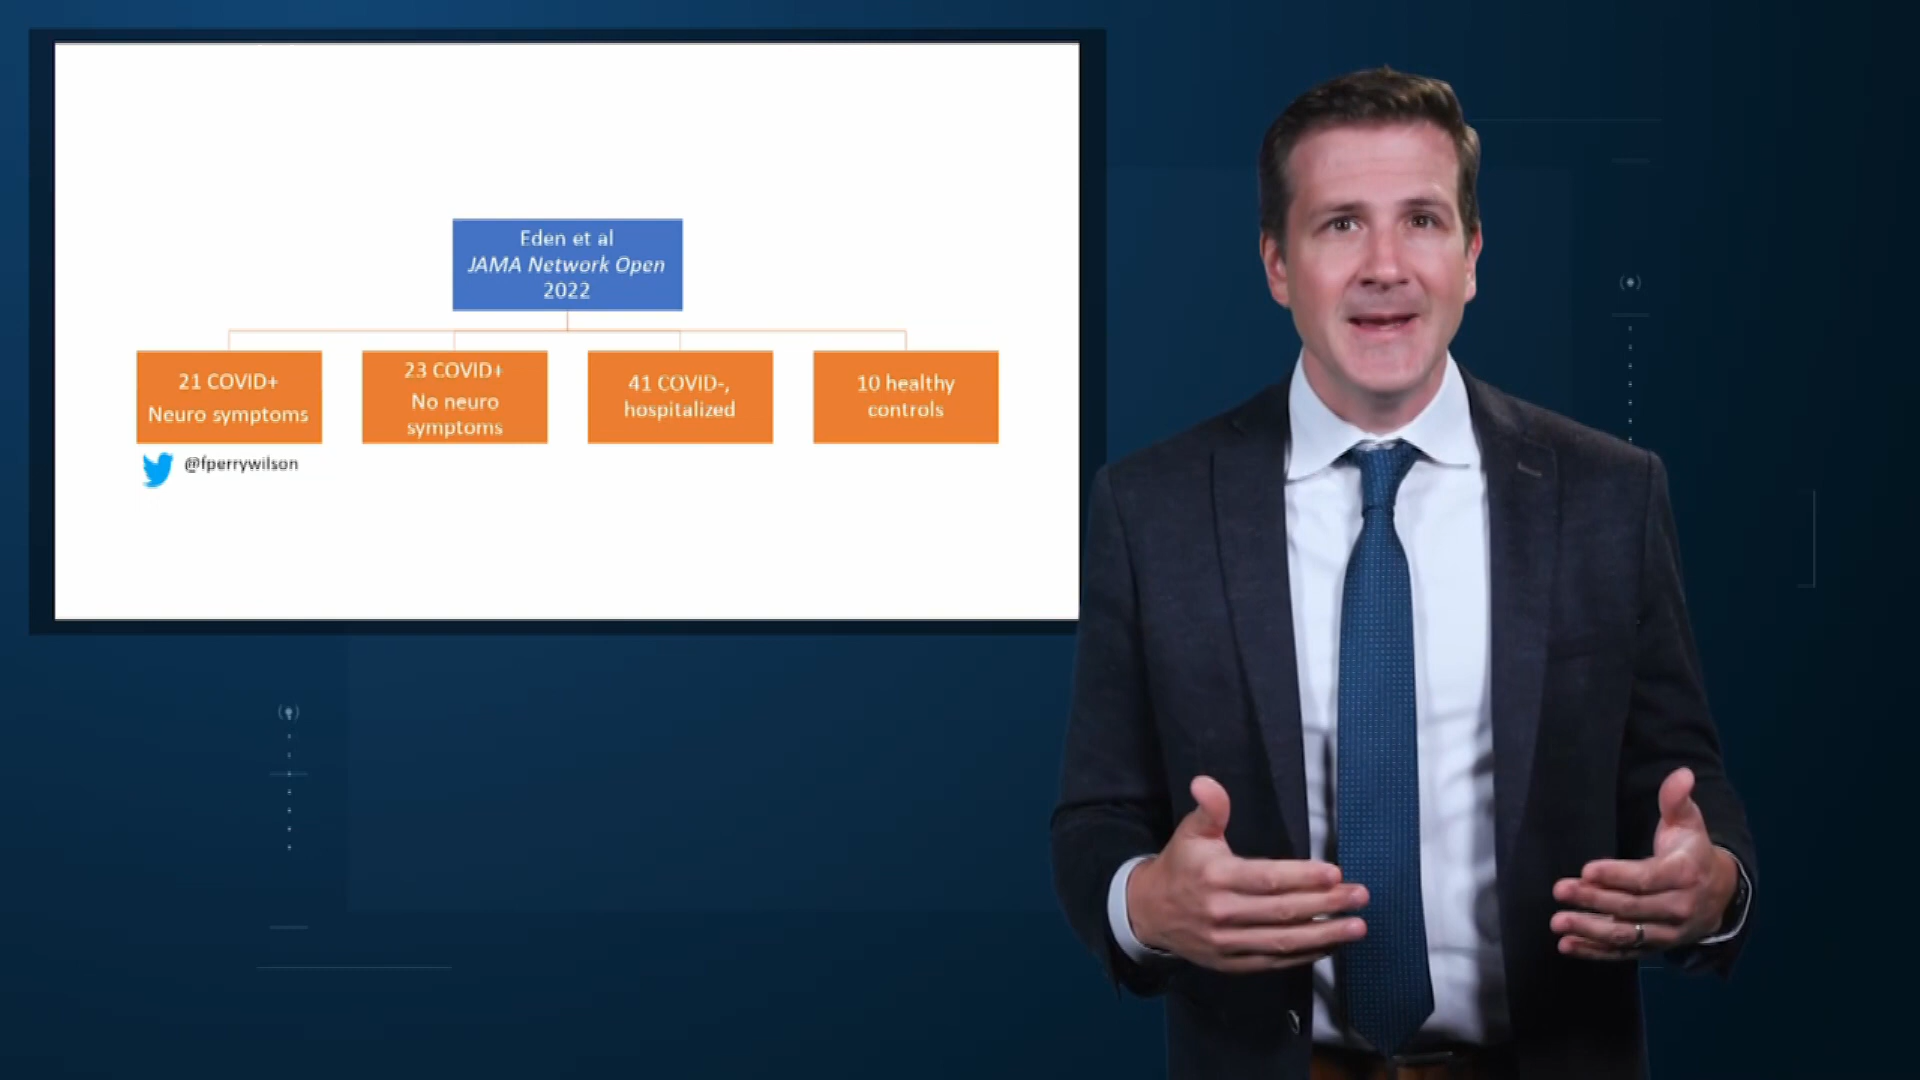 Eden et al
JAMA Network Open
2022
21 COVID+
Neuro symptoms
23 COVID+
No neuro
symptoms
41 COVID-,
hospitalized
10 healthy
controls
@fperrywilson